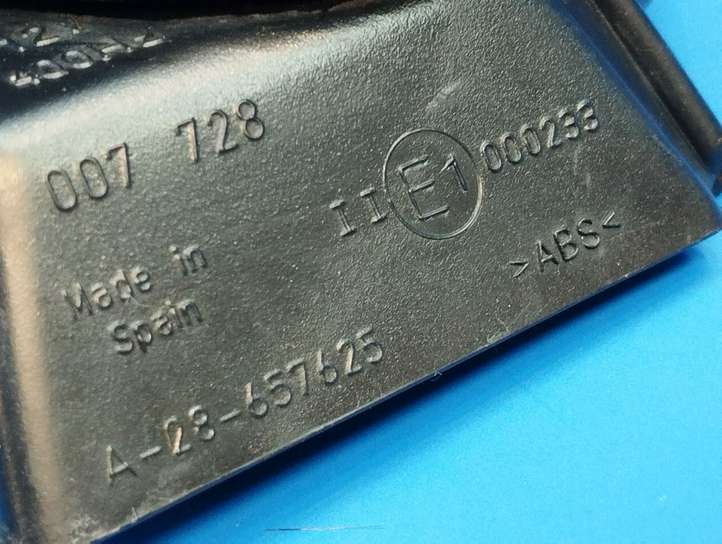 007 728
II E1 000233
Made in
Spain
>ABS<
A-28-657625